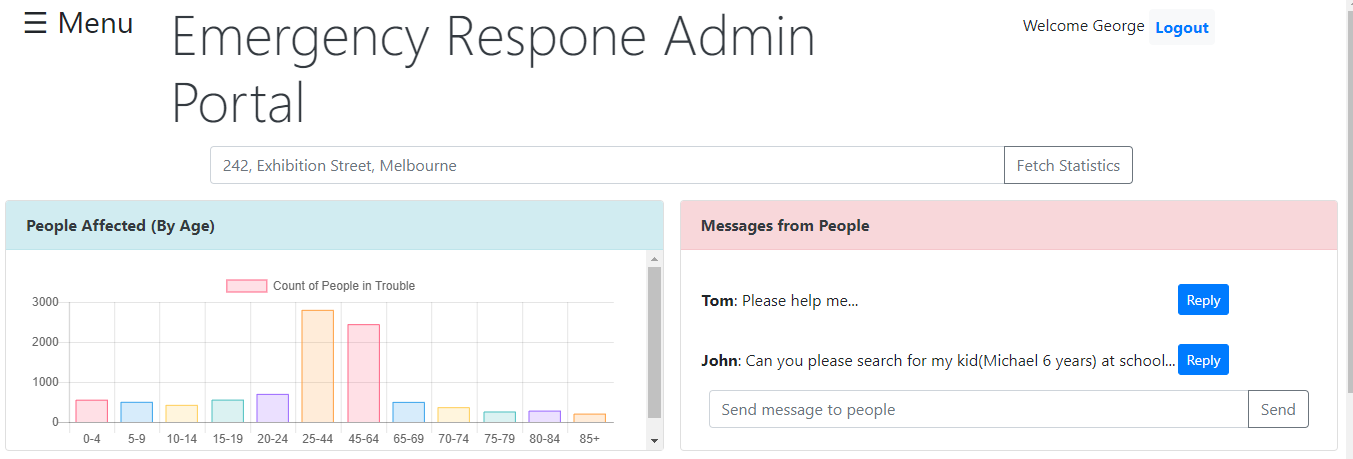 ☰ Menu
Emergency Respone Admin
Portal
Welcome George Logout
242, Exhibition Street, Melbourne
Fetch Statistics
People Affected (By Age)
Count of People in Trouble
3000
2000
1000
0
0-4 5-9 10-14 15-19 20-24 25-44 45-64 65-69 70-74 75-79 80-84 85+
Messages from People
Tom: Please help me... Reply
John: Can you please search for my kid(Michael 6 years) at school... Reply
Send message to people Send